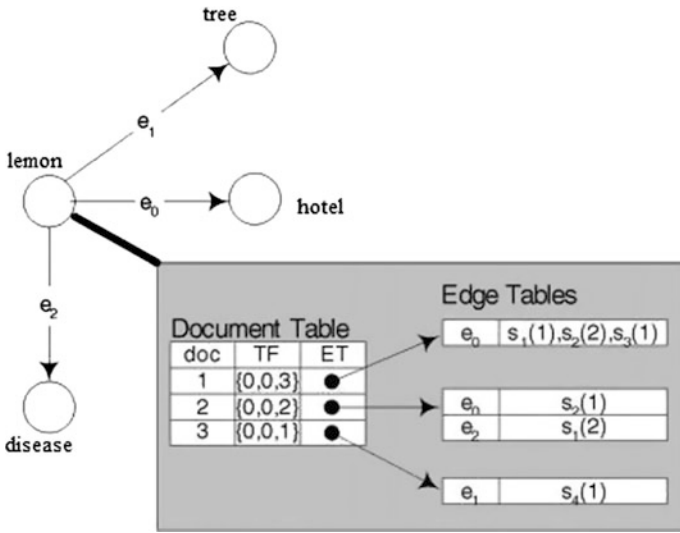 tree
e₁
lemon
e₀
hotel
e₂
disease
Edge Tables
Document Table
doc TF ET
1 {0,0,3}
2 {0,0,2}
3 {0,0,1}
e₀ s₁(1),s₂(2),s₃(1)
e₀ s₂(1)
e₂ s₁(2)
e₁ s₄(1)